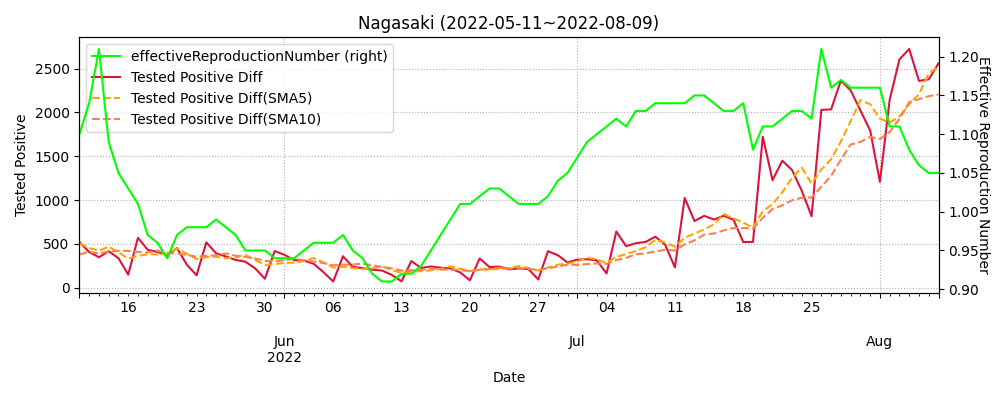 Nagasaki (2022-05-11~2022-08-09)
effectiveReproductionNumber (right)
Tested Positive Diff
Tested Positive Diff(SMA5)
Tested Positive Diff(SMA10)
Tested Positive
2500
2000
1500
1000
500
0
1.20
1.15
1.10
1.05
1.00
0.95
0.90
Effective Reproduction Number
16 23 30 06 13 20 27 04 11 18 25
Jun Jul Aug
2022
Date